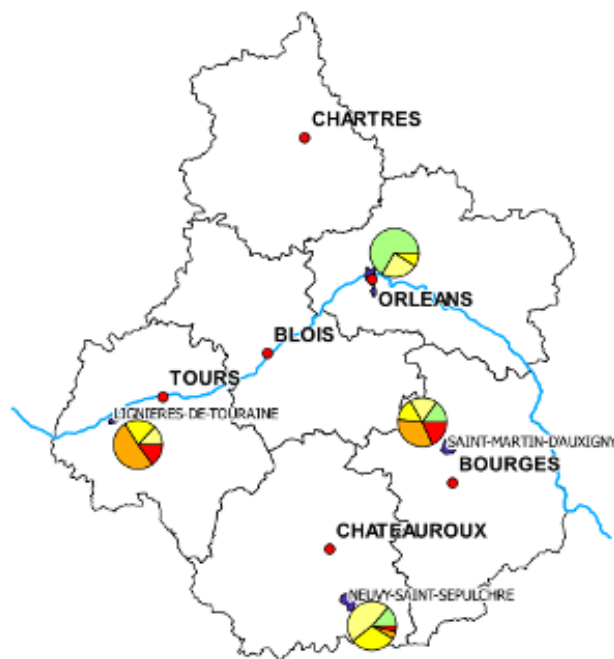 CHARTRES
ORLEANS
BLOIS
TOURS
LIGNIERES-DE-TOURAINE
SAINT-MARTIN-D'AUXIGNY
BOURGES
CHATEAUROUX
NEUVY-SAINT-SEPULCHRE